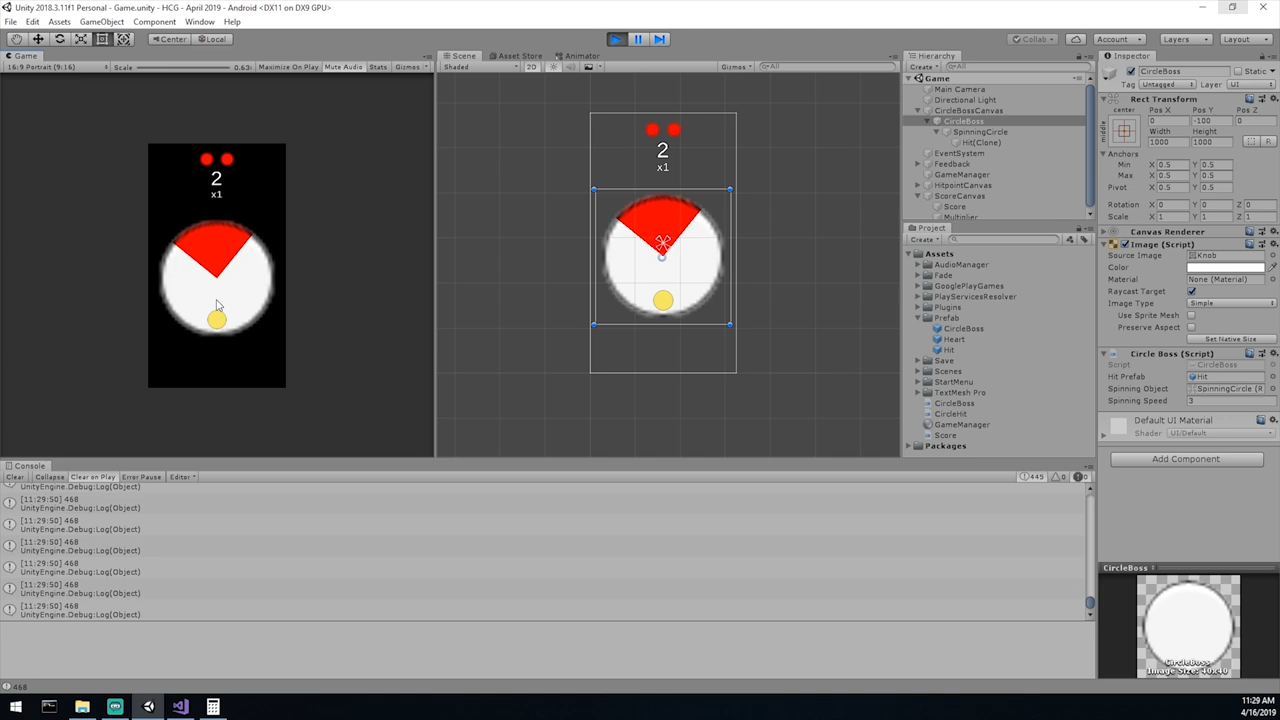 Unity 2018.3.11f1 Personal - Game.unity - HCG - April 2019 - Android <DX11 on DX9 GPU>
File Edit Assets GameObject Component Window Help
Center Local Collab Account Layers Layout
Game
16:9 Portrait (9:16) Scale 0.63 Maximize On Play Mute Audio Stats Gizmos
2
x1
Scene Asset Store Animator
Shaded 2D Gizmos All
2
x1
Hierarchy
Create All
Game
Main Camera
Directional Light
CircleBossCanvas
CircleBoss
SpinningCircle
Hit(Clone)
EventSystem
Feedback
GameManager
HitpointCanvas
ScoreCanvas
Score
Multiplier
Project
Create
Assets
AudioManager
Fade
GooglePlayGames
PlayServicesResolver
Plugins
Prefab
CircleBoss
Heart
Hit
Save
Scenes
StartMenu
TextMesh Pro
CircleBoss
CircleHit
GameManager
Score
Packages
Inspector
CircleBoss Static
Tag Untagged Layer UI
Rect Transform
center Pos X Pos Y Pos Z
middle
0 -100 0
Width Height
1000 1000 R
Anchors
Min X 0.5 Y 0.5
Max X 0.5 Y 0.5
Pivot X 0.5 Y 0.5
Rotation X 0 Y 0 Z 0
Scale X 1 Y 1 Z 1
Canvas Renderer
Image (Script)
Source Image Knob
Color
Material None (Material)
Raycast Target
Image Type Simple
Use Sprite Mesh
Preserve Aspect
Set Native Size
Circle Boss (Script)
Script CircleBoss
Hit Prefab Hit
Spinning Object SpinningCircle (R
Spinning Speed 3
Default UI Material
Shader UI/Default
Add Component
CircleBoss
CircleBoss
Image Size: 40x40
Console
Clear Collapse Clear on Play Error Pause Editor 445 0 0
UnityEngine.Debug:Log(Object)
[11:29:50] 468
UnityEngine.Debug:Log(Object)
[11:29:50] 468
UnityEngine.Debug:Log(Object)
[11:29:50] 468
UnityEngine.Debug:Log(Object)
[11:29:50] 468
UnityEngine.Debug:Log(Object)
[11:29:50] 468
UnityEngine.Debug:Log(Object)
[11:29:50] 468
UnityEngine.Debug:Log(Object)
468
11:29 AM
4/16/2019